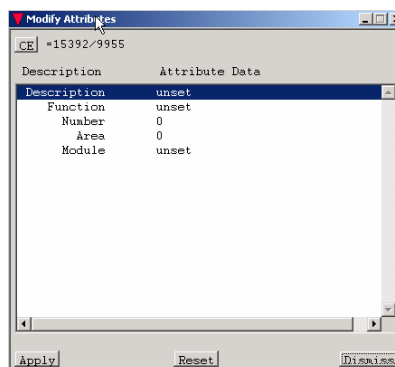 Modify Attributes
CE =15392/9955
Description Attribute Data
Description unset
Function unset
Number 0
Area 0
Module unset
Apply Reset Dismiss